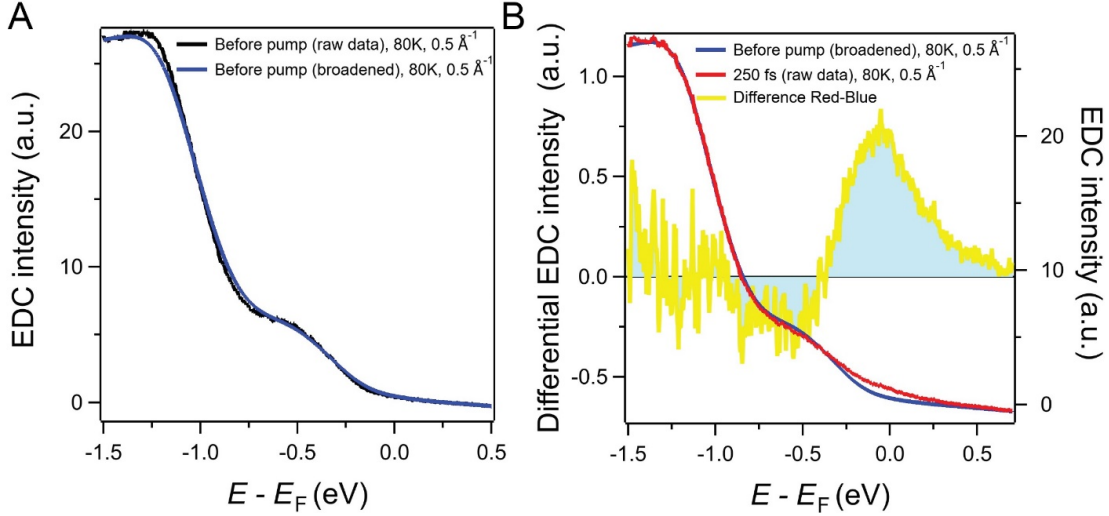 A
EDC intensity (a.u.)
20
10
0
Before pump (raw data), 80K, 0.5 Å⁻¹
Before pump (broadened), 80K, 0.5 Å⁻¹
-1.5
-1.0
-0.5
0.0
0.5
E - E_F (eV)
B
Differential EDC intensity (a.u.)
1.0
0.5
0.0
-0.5
Before pump (broadened), 80K, 0.5 Å⁻¹
250 fs (raw data), 80K, 0.5 Å⁻¹
Difference Red-Blue
20
10
0
EDC intensity (a.u.)
-1.5
-1.0
-0.5
0.0
0.5
E - E_F (eV)